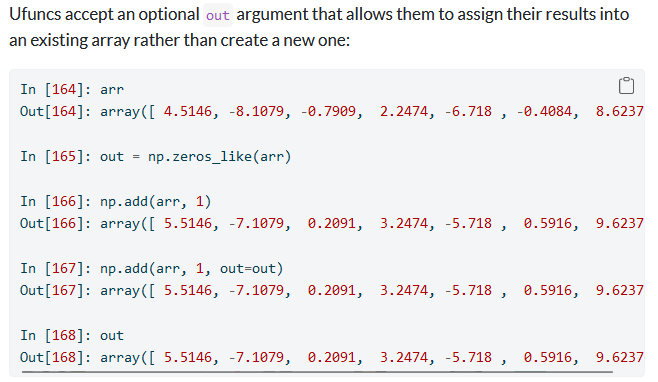 Ufuncs accept an optional out argument that allows them to assign their results into
an existing array rather than create a new one:
In [164]: arr
Out[164]: array([ 4.5146, -8.1079, -0.7909,  2.2474, -6.718 , -0.4084,  8.6237
In [165]: out = np.zeros_like(arr)
In [166]: np.add(arr, 1)
Out[166]: array([ 5.5146, -7.1079,  0.2091,  3.2474, -5.718 ,  0.5916,  9.6237
In [167]: np.add(arr, 1, out=out)
Out[167]: array([ 5.5146, -7.1079,  0.2091,  3.2474, -5.718 ,  0.5916,  9.6237
In [168]: out
Out[168]: array([ 5.5146, -7.1079,  0.2091,  3.2474, -5.718 ,  0.5916,  9.6237